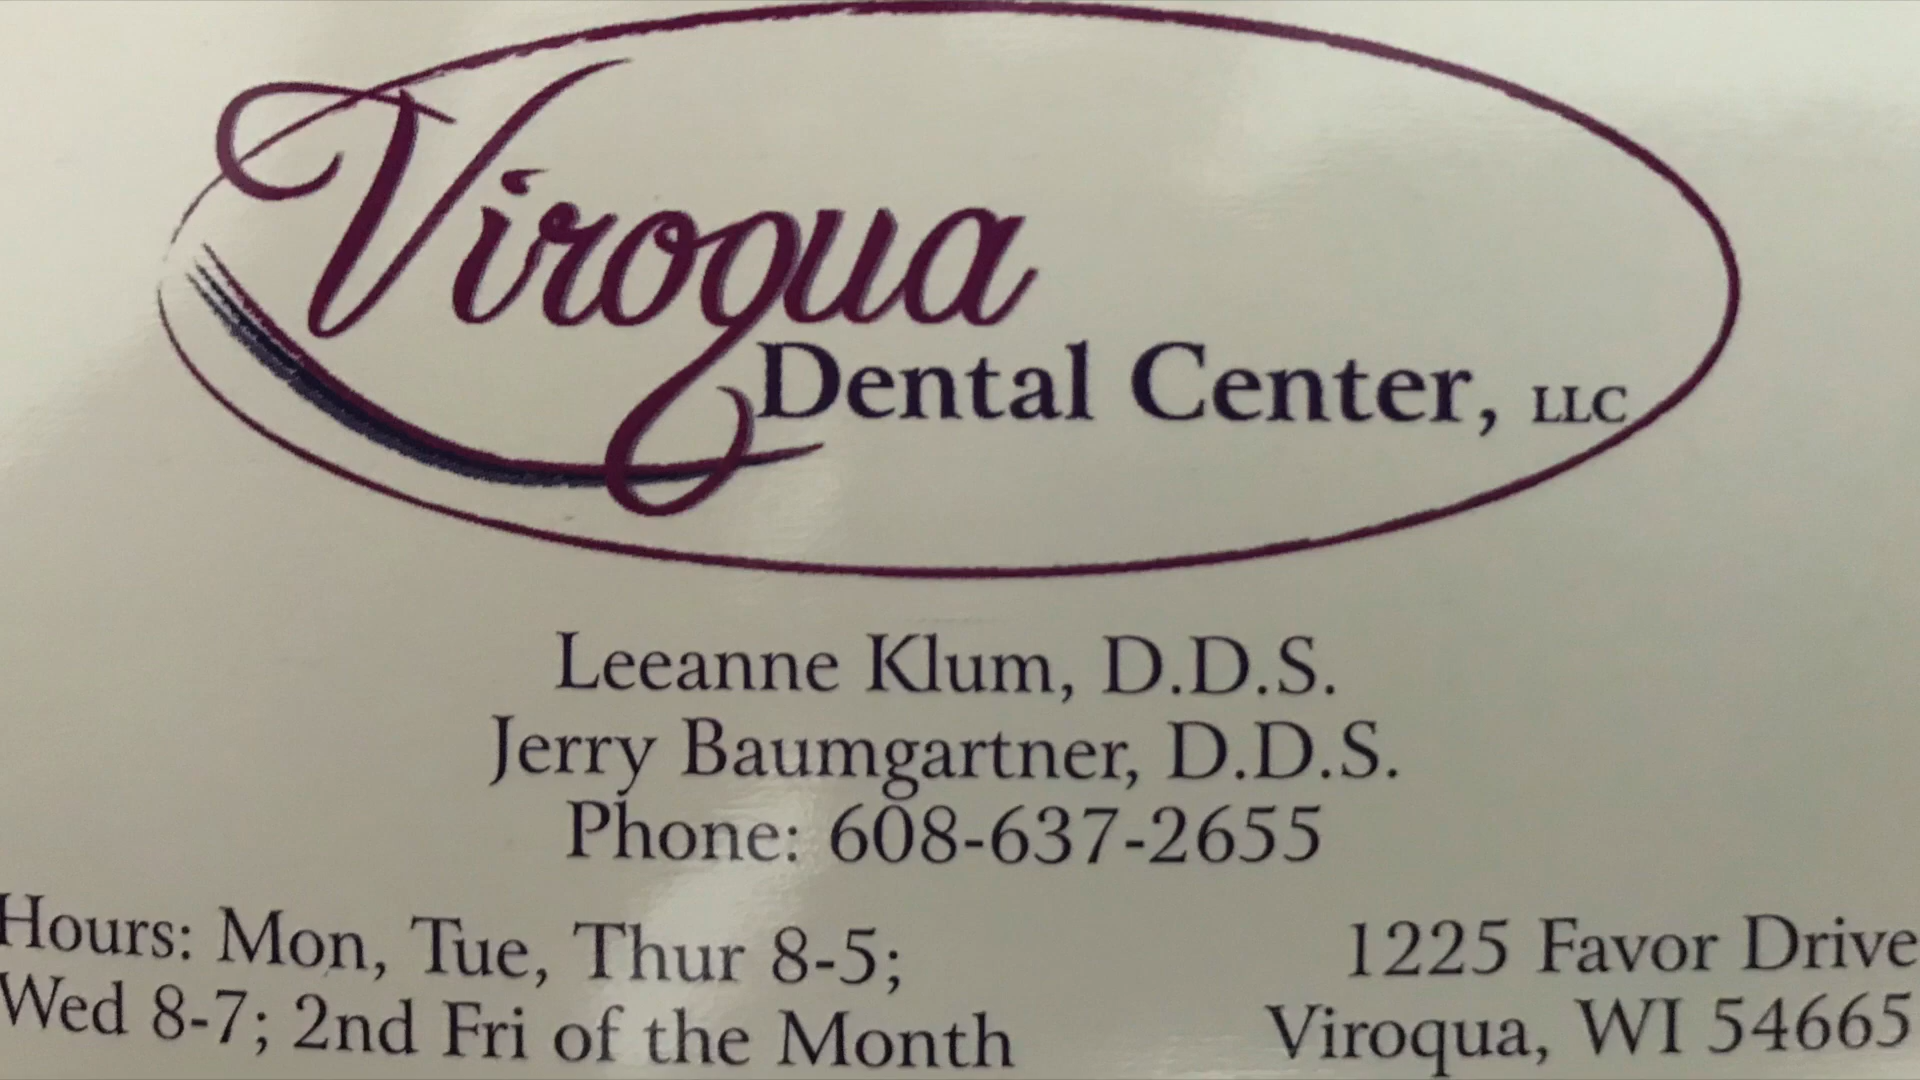 Viroqua
Dental Center, LLC
Leeanne Klum, D.D.S.
Jerry Baumgartner, D.D.S.
Phone: 608-637-2655
Hours: Mon, Tue, Thur 8-5;
Wed 8-7; 2nd Fri of the Month
1225 Favor Drive
Viroqua, WI 54665